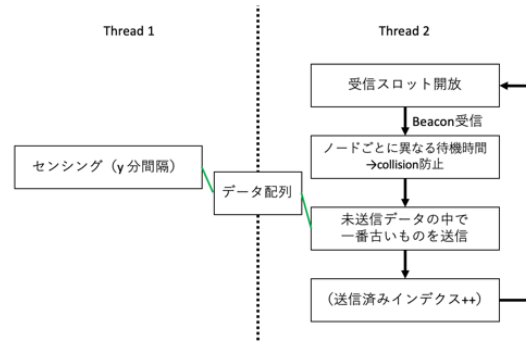 Thread 1
Thread 2
受信スロット開放
Beacon受信
ノードごとに異なる待機時間
→collision防止
センシング（y 分間隔）
データ配列
未送信データの中で
一番古いものを送信
（送信済みインデクス++）